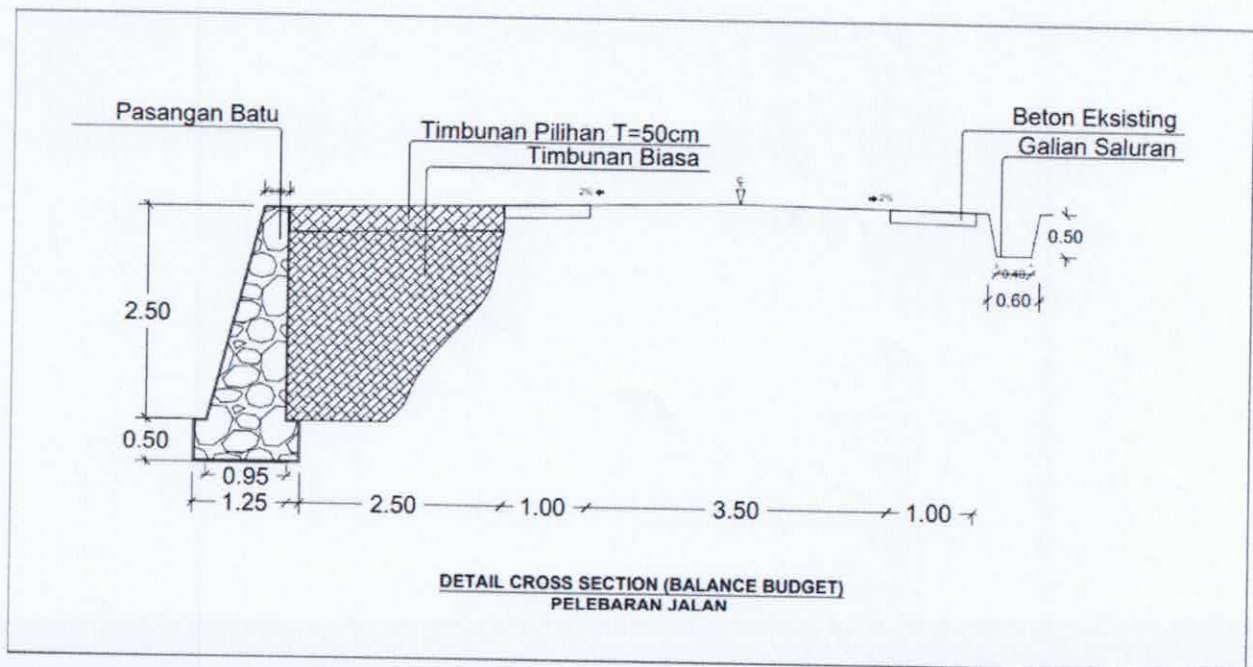 Pasangan Batu
Timbunan Pilihan T=50cm
Timbunan Biasa
Beton Eksisting
Galian Saluran
2%
2%
2.50
0.50
0.50
0.40
0.60
0.95
1.25
2.50
1.00
3.50
1.00
DETAIL CROSS SECTION (BALANCE BUDGET)
PELEBARAN JALAN